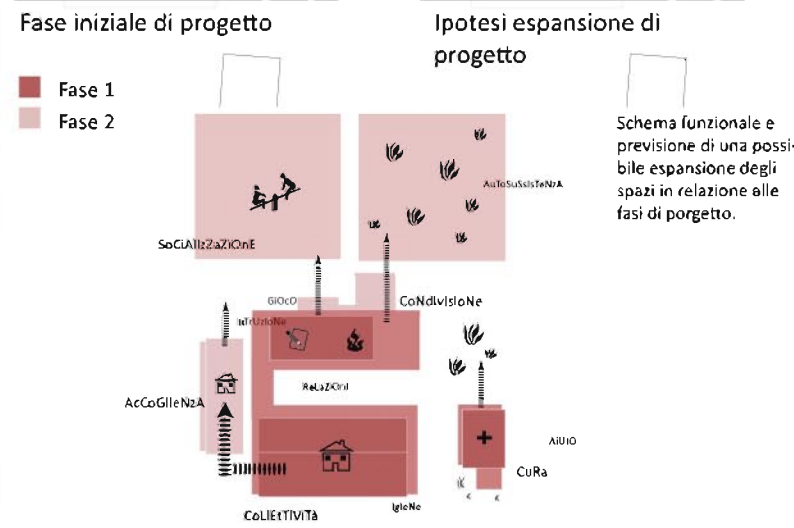 Fase iniziale di progetto
Ipotesi espansione di
progetto
Fase 1
Fase 2
Schema funzionale e
previsione di una possi-
bile espansione degli
spazi in relazione alle
fasi di porgetto.
AuToSuSsIsTeNzA
SoCiAlIzZaZiOnE
GiOcO
CoNdIvIsIoNe
IsTrUzIoNe
ReLaZiOnI
AcCoGlIeNzA
AiUtO
CuRa
IgIeNe
CoLlEtTiViTà